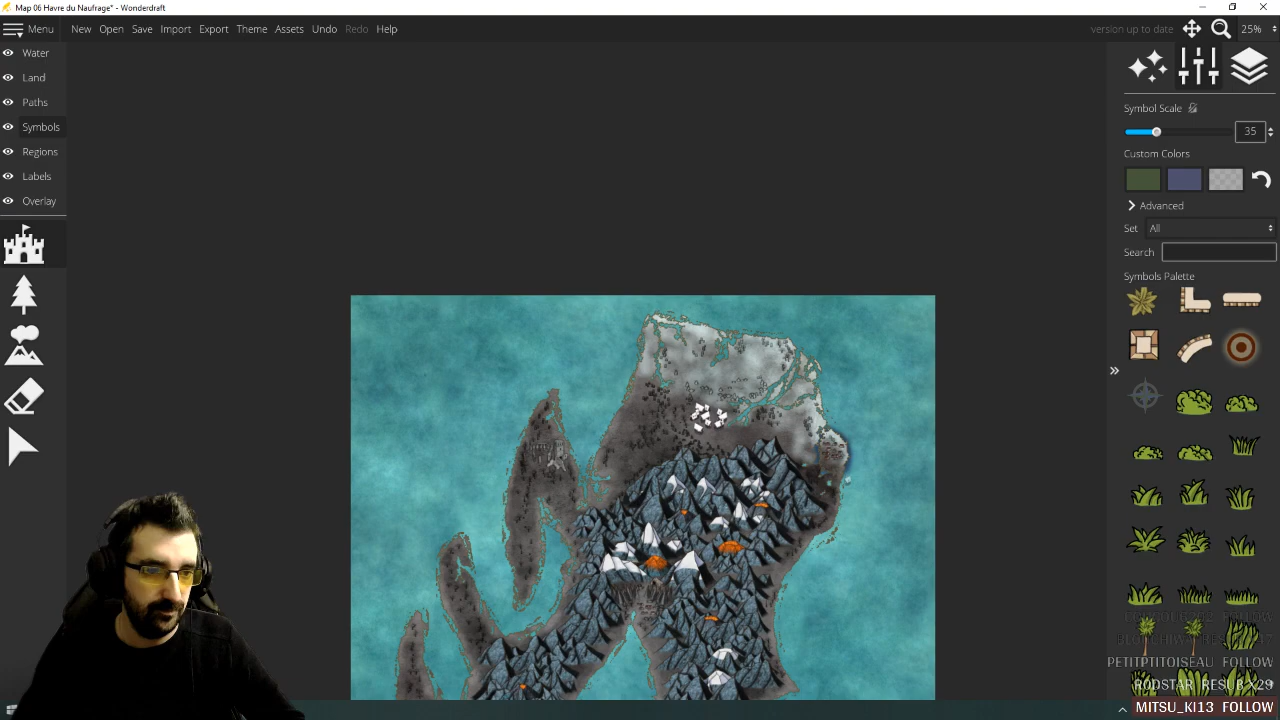 Map 06 Havre du Naufrage* - Wonderdraft
Menu New Open Save Import Export Theme Assets Undo Redo Help version up to date 25%
Water
Land
Paths
Symbols
Regions
Labels
Overlay
Symbol Scale
35
Custom Colors
Advanced
Set All
Search
Symbols Palette
PETITPTITOISEAU FOLLOW
RODSTAR RESUB X29
MITSU_KI13 FOLLOW